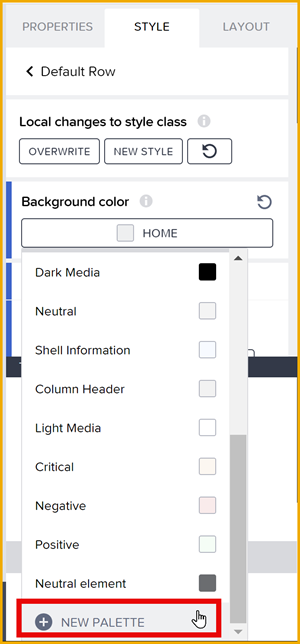 PROPERTIES STYLE LAYOUT
Default Row
Local changes to style class
OVERWRITE NEW STYLE
Background color
HOME
Dark Media
Neutral
Shell Information
Column Header
Light Media
Critical
Negative
Positive
Neutral element
NEW PALETTE